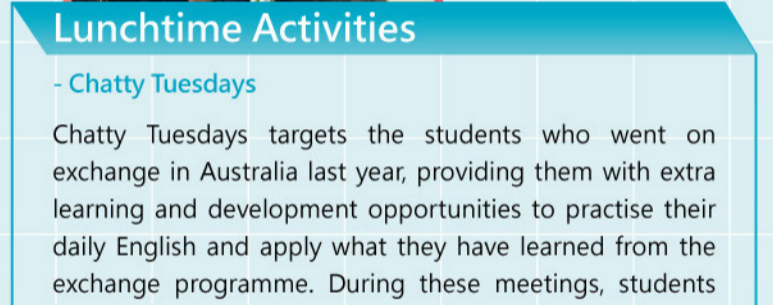 Lunchtime Activities
- Chatty Tuesdays
Chatty Tuesdays targets the students who went on
exchange in Australia last year, providing them with extra
learning and development opportunities to practise their
daily English and apply what they have learned from the
exchange programme. During these meetings, students